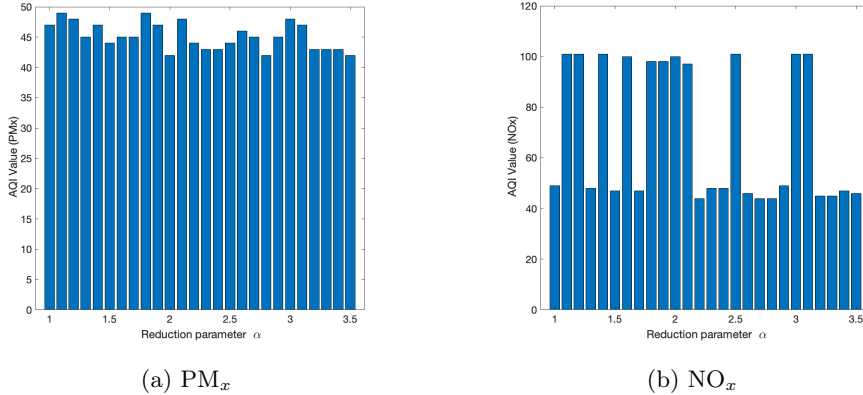 50
45
40
35
30
25
20
15
10
5
0
AQI Value (PMx)
1 1.5 2 2.5 3 3.5
Reduction parameter α
(a) PMx
120
100
80
60
40
20
0
AQI Value (NOx)
1 1.5 2 2.5 3 3.5
Reduction parameter α
(b) NOx